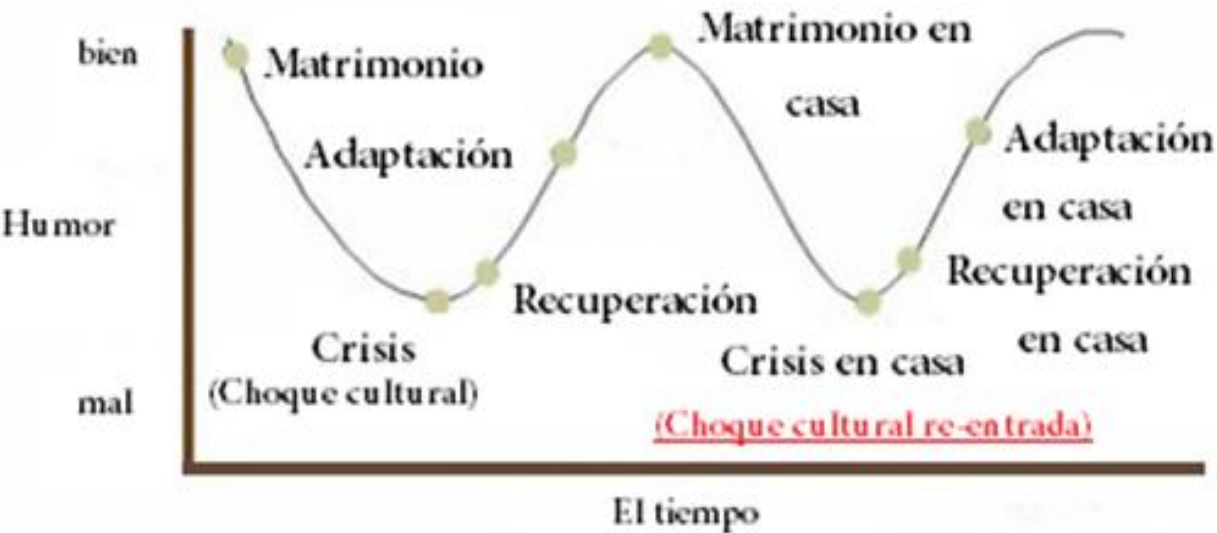 bien
Matrimonio
Matrimonio en
casa
Adaptación
Adaptación
en casa
Humor
Recuperación
Recuperación
en casa
Crisis
(Choque cultural)
Crisis en casa
mal
(Choque cultural re-entrada)
El tiempo